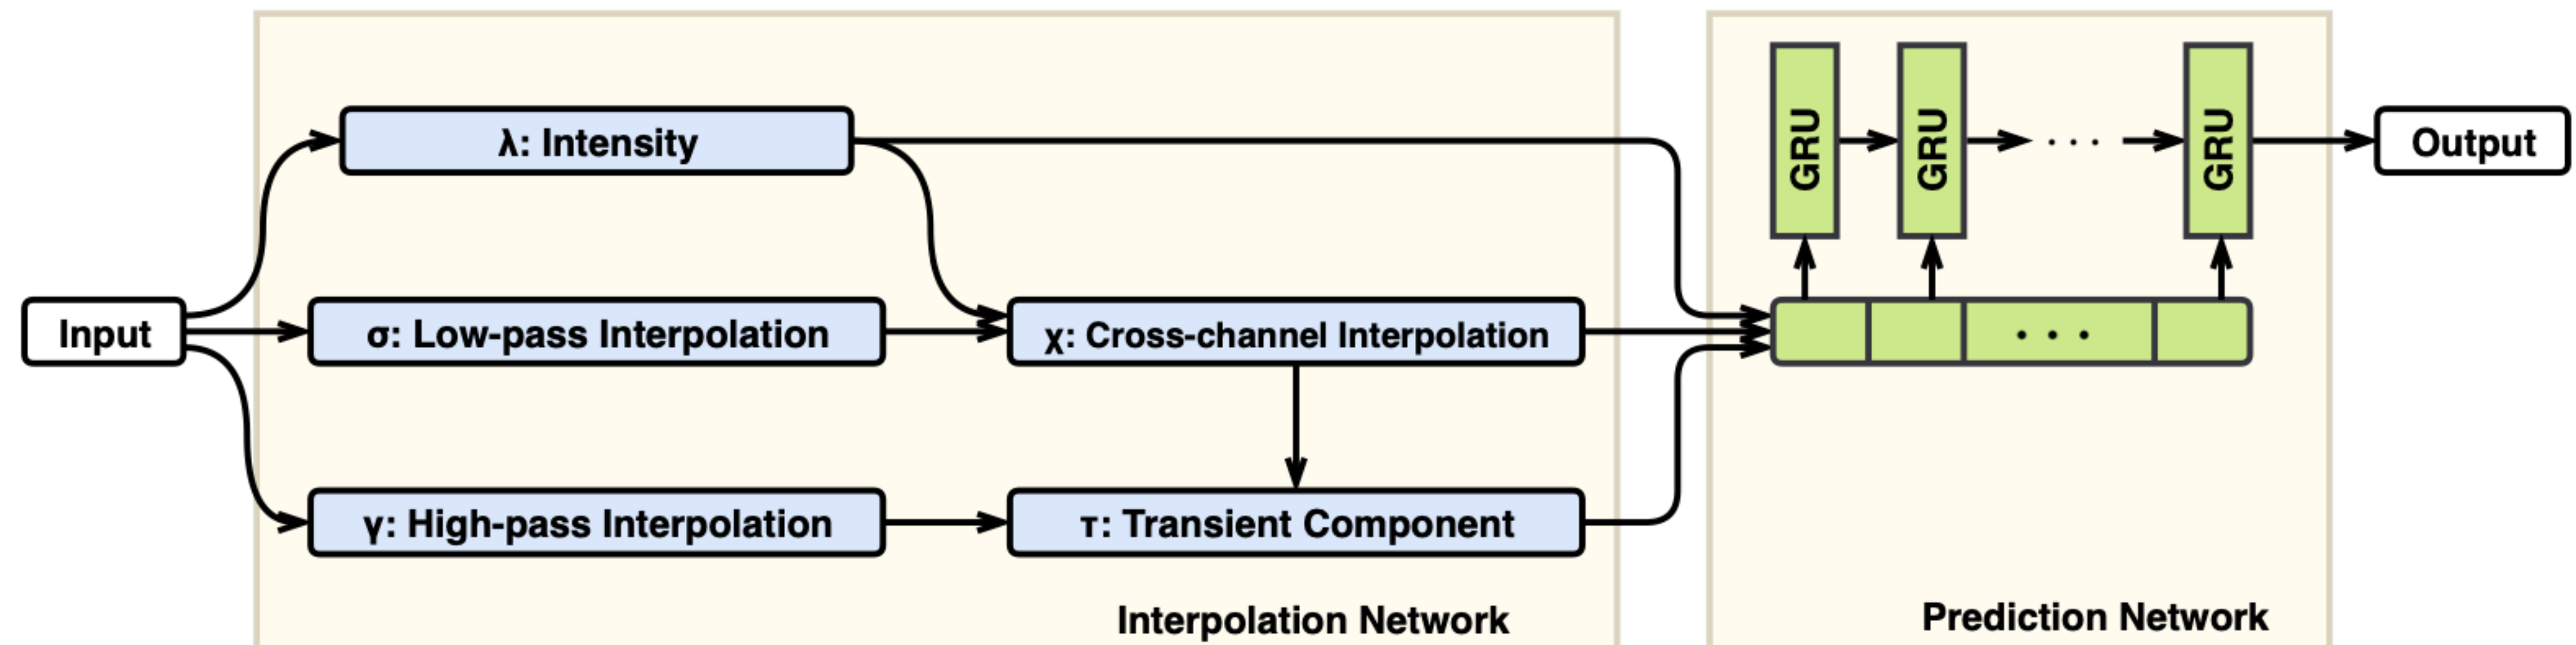 λ: Intensity
GRU
GRU
. . .
GRU
Output
Input
σ: Low-pass Interpolation
χ: Cross-channel Interpolation
. . .
γ: High-pass Interpolation
τ: Transient Component
Interpolation Network
Prediction Network